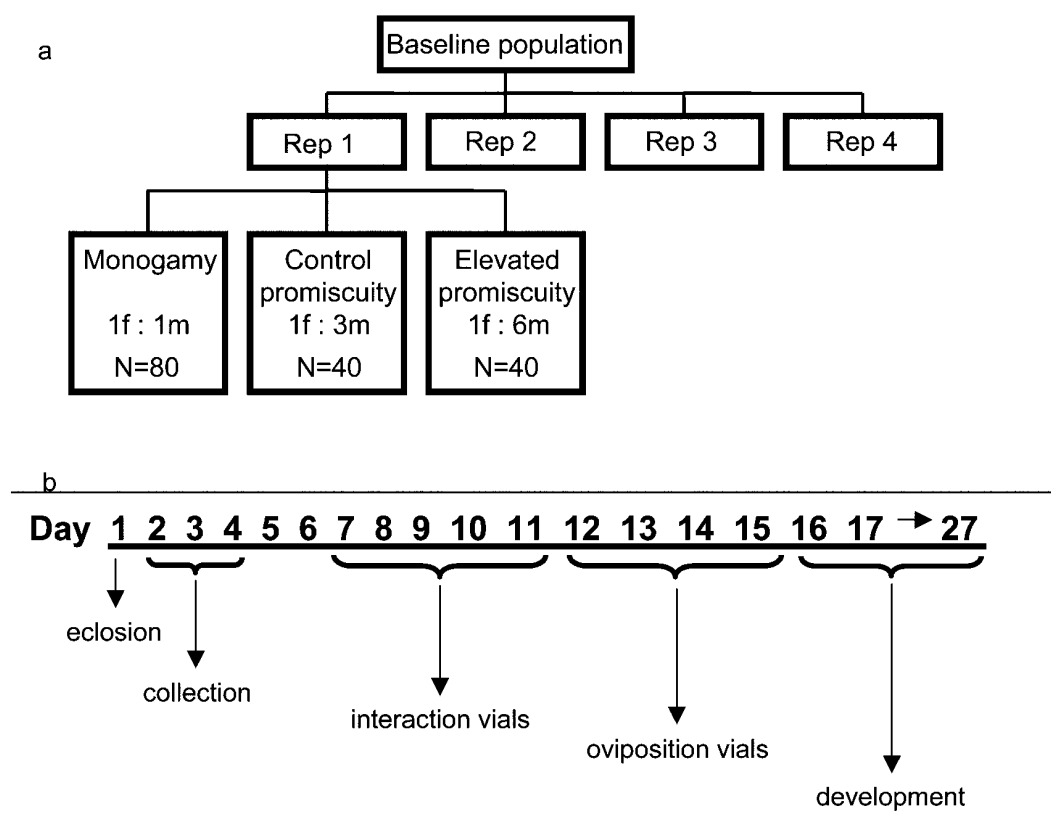 a
Baseline population
Rep 1 Rep 2 Rep 3 Rep 4
Monogamy
1f : 1m
N=80
Control
promiscuity
1f : 3m
N=40
Elevated
promiscuity
1f : 6m
N=40
b
Day 1 2 3 4 5 6 7 8 9 10 11 12 13 14 15 16 17 → 27
eclosion
collection
interaction vials
oviposition vials
development